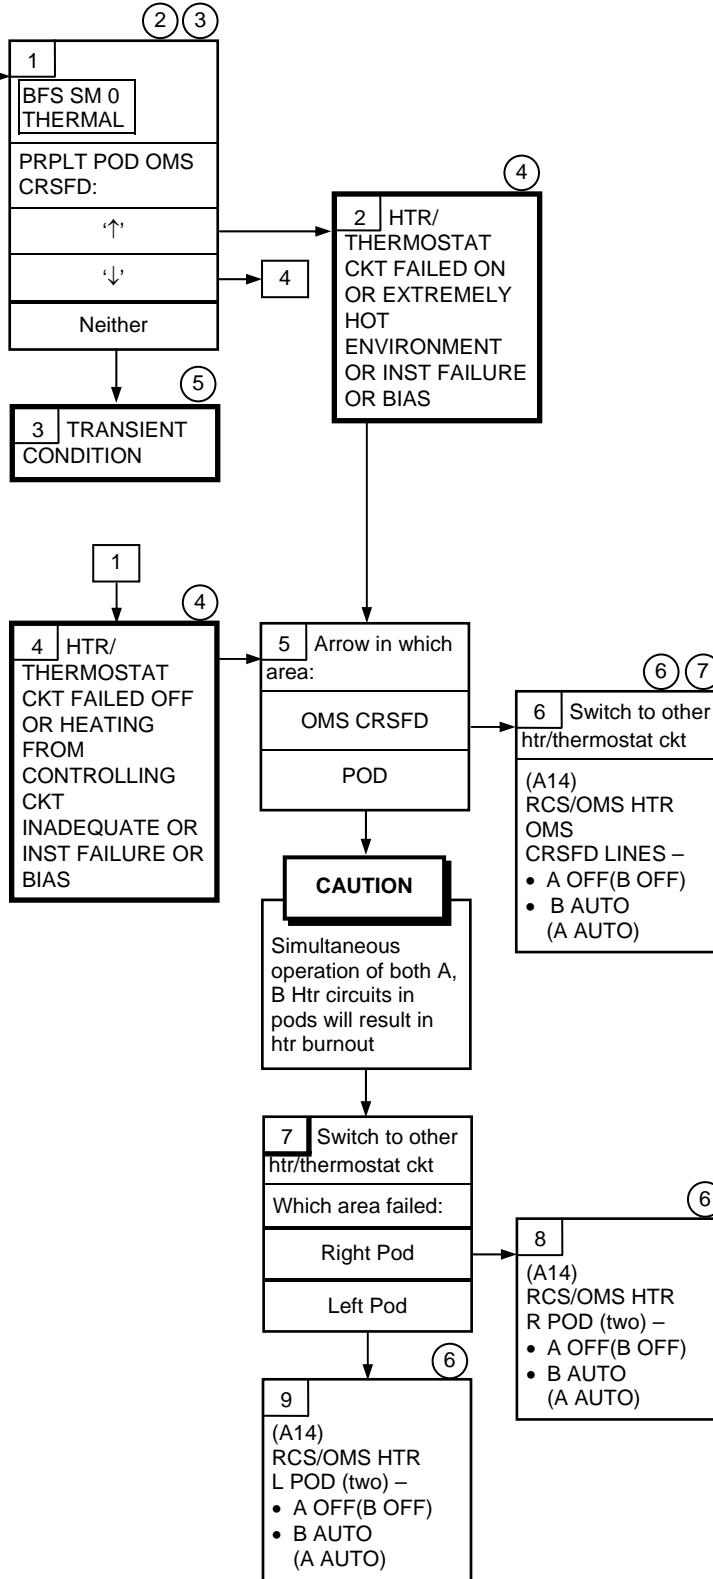 2 3
1
BFS SM 0
THERMAL
PRPLT POD OMS
CRSFD:
‘↑’
‘↓’
4
Neither
4
2 HTR/
THERMOSTAT
CKT FAILED ON
OR EXTREMELY
HOT
ENVIRONMENT
OR INST FAILURE
OR BIAS
5
3 TRANSIENT
CONDITION
1
4
4 HTR/
THERMOSTAT
CKT FAILED OFF
OR HEATING
FROM
CONTROLLING
CKT
INADEQUATE OR
INST FAILURE OR
BIAS
5 Arrow in which
area:
OMS CRSFD
POD
6 7
6 Switch to other
htr/thermostat ckt
(A14)
RCS/OMS HTR
OMS
CRSFD LINES –
• A OFF(B OFF)
• B AUTO
(A AUTO)
CAUTION
Simultaneous
operation of both A,
B Htr circuits in
pods will result in
htr burnout
7 Switch to other
htr/thermostat ckt
Which area failed:
Right Pod
Left Pod
6
8
(A14)
RCS/OMS HTR
R POD (two) –
• A OFF(B OFF)
• B AUTO
(A AUTO)
6
9
(A14)
RCS/OMS HTR
L POD (two) –
• A OFF(B OFF)
• B AUTO
(A AUTO)